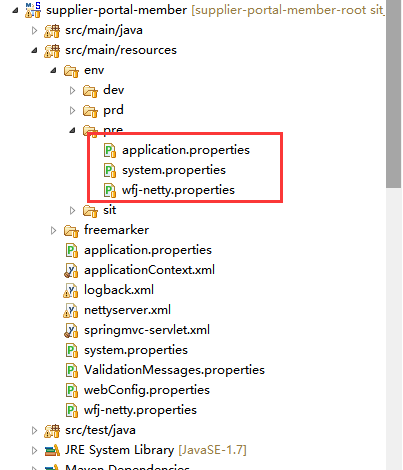 supplier-portal-member [supplier-portal-member-root sit
src/main/java
src/main/resources
env
dev
prd
pre
application.properties
system.properties
wfj-netty.properties
sit
freemarker
application.properties
applicationContext.xml
logback.xml
nettyserver.xml
springmvc-servlet.xml
system.properties
ValidationMessages.properties
webConfig.properties
wfj-netty.properties
src/test/java
JRE System Library [JavaSE-1.7]
Maven Dependencies